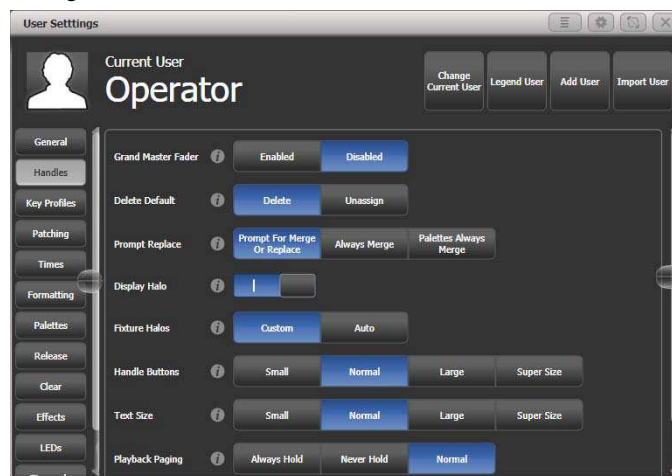 User Setttings
Current User
Operator
Change Current User
Legend User
Add User
Import User
General
Handles
Key Profiles
Patching
Times
Formatting
Palettes
Release
Clear
Effects
LEDs
Grand Master Fader
Enabled
Disabled
Delete Default
Delete
Unassign
Prompt Replace
Prompt For Merge Or Replace
Always Merge
Palettes Always Merge
Display Halo
Fixture Halos
Custom
Auto
Handle Buttons
Small
Normal
Large
Super Size
Text Size
Small
Normal
Large
Super Size
Playback Paging
Always Hold
Never Hold
Normal